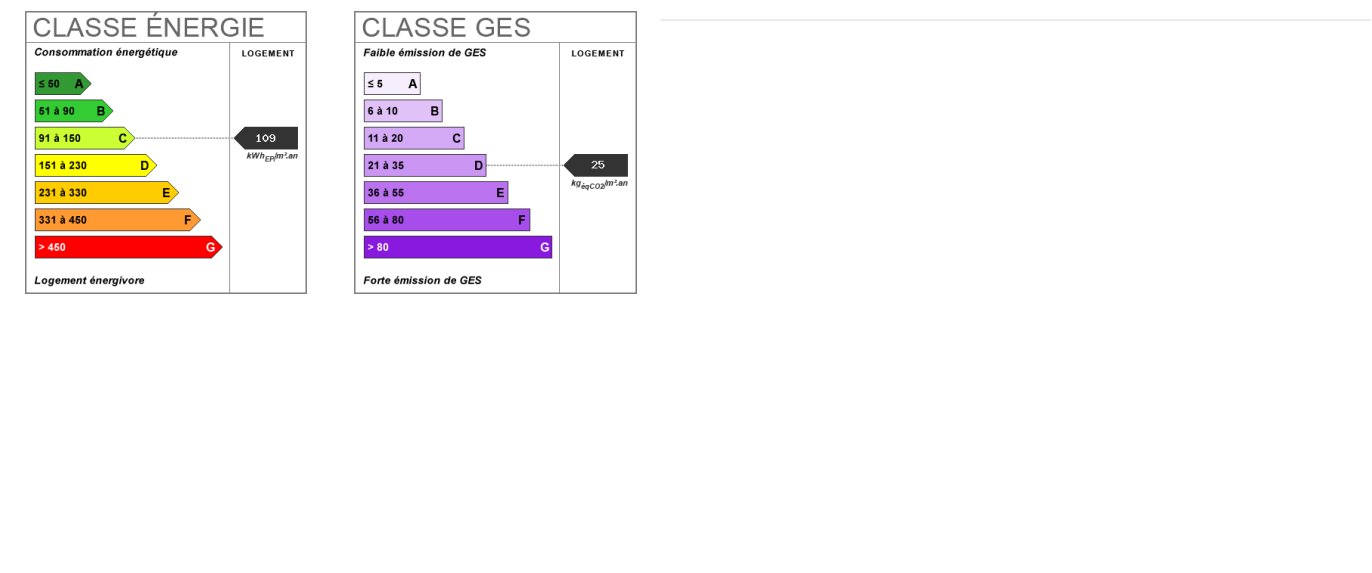 CLASSE ÉNERGIE
Consommation énergétique
LOGEMENT
≤ 50 A
51 à 90 B
91 à 150 C
109
kWhEP/m².an
151 à 230 D
231 à 330 E
331 à 450 F
> 450 G
Logement énergivore
CLASSE GES
Faible émission de GES
LOGEMENT
≤ 5 A
6 à 10 B
11 à 20 C
21 à 35 D
25
kgéqCO2/m².an
36 à 55 E
56 à 80 F
> 80 G
Forte émission de GES